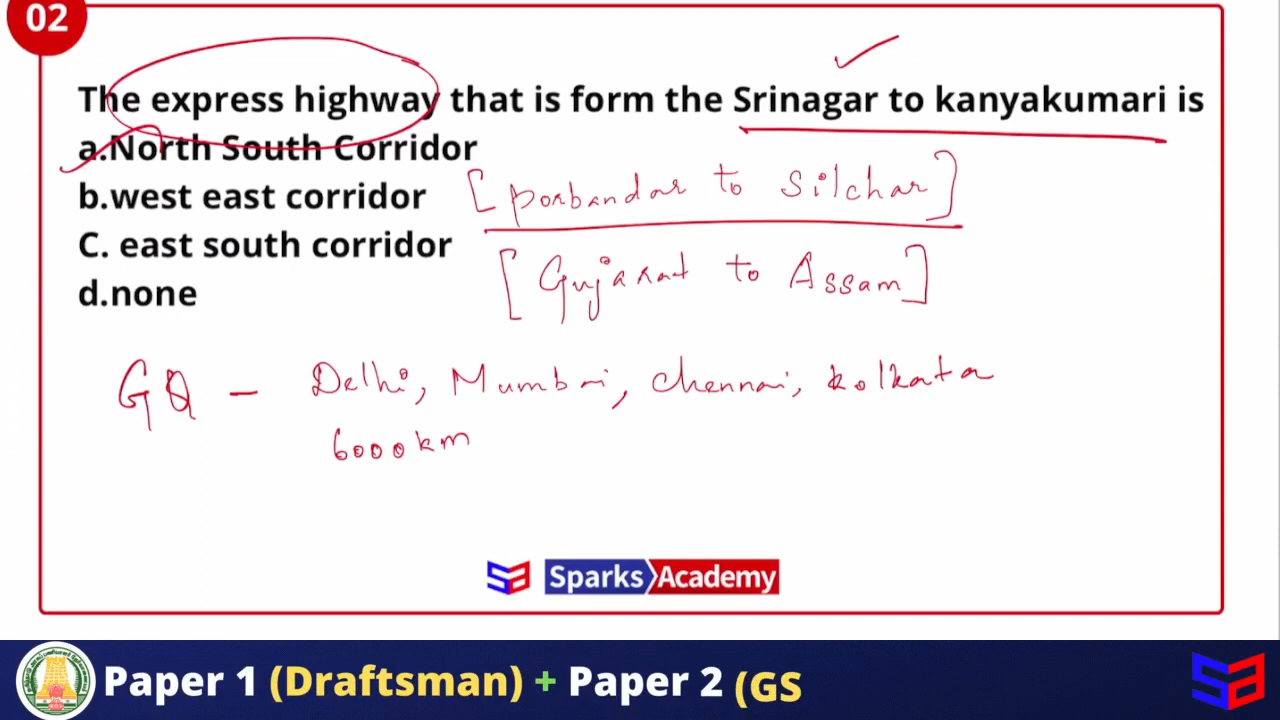 02
The express highway that is form the Srinagar to kanyakumari is
a.North South Corridor
b.west east corridor
[porbandar to Silchar]
C. east south corridor
[Gujarat to Assam]
d.none
GQ - Delhi, Mumbai, Chennai, kolkata
6000km
SA Sparks Academy
Paper 1 (Draftsman) + Paper 2 (GS
SA